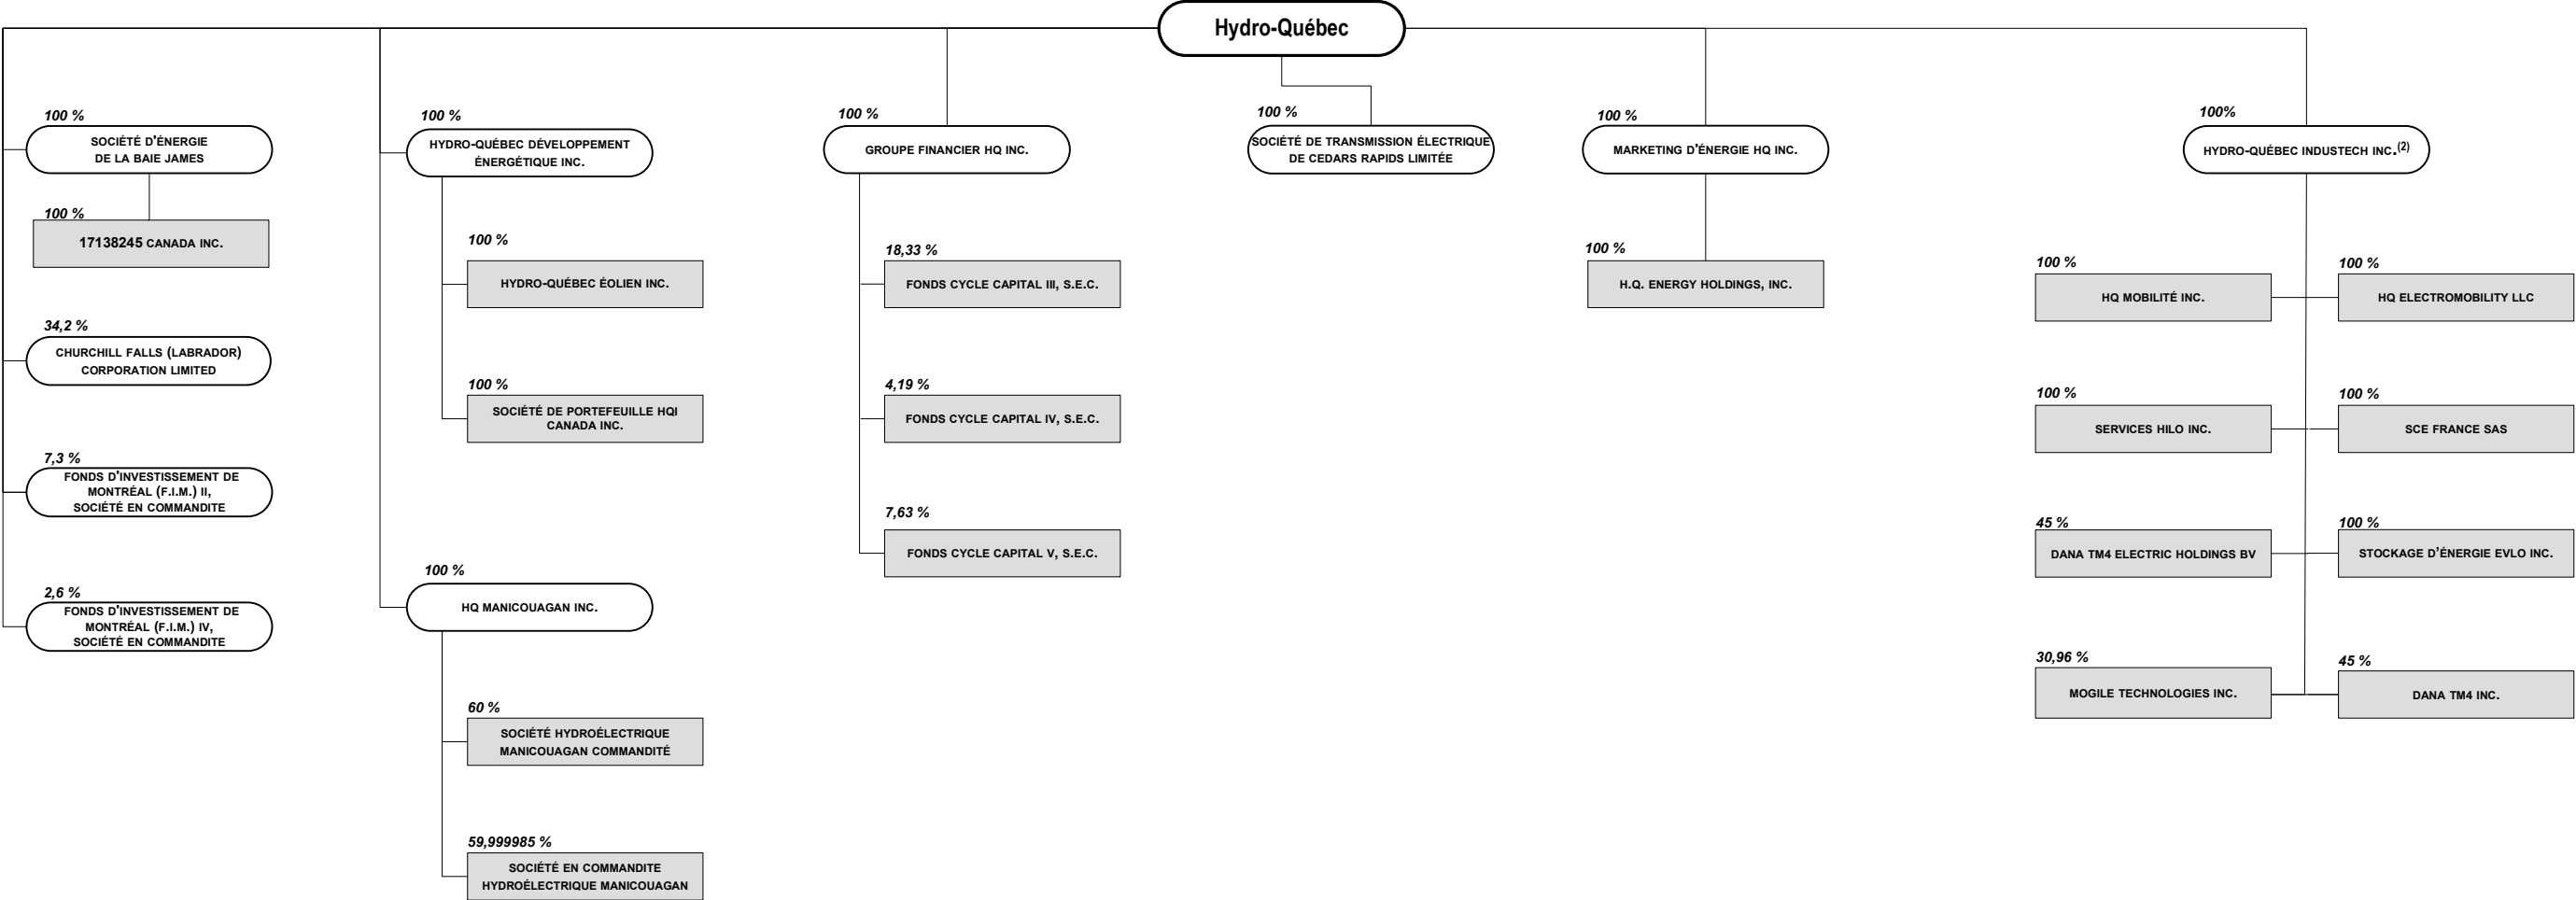 Hydro-Québec
100 %
SOCIÉTÉ D'ÉNERGIE
DE LA BAIE JAMES
100 %
17138245 CANADA INC.
34,2 %
CHURCHILL FALLS (LABRADOR)
CORPORATION LIMITED
7,3 %
FONDS D'INVESTISSEMENT DE
MONTRÉAL (F.I.M.) II,
SOCIÉTÉ EN COMMANDITE
2,6 %
FONDS D'INVESTISSEMENT DE
MONTRÉAL (F.I.M.) IV,
SOCIÉTÉ EN COMMANDITE
100 %
HYDRO-QUÉBEC DÉVELOPPEMENT
ÉNERGÉTIQUE INC.
100 %
HYDRO-QUÉBEC ÉOLIEN INC.
100 %
SOCIÉTÉ DE PORTEFEUILLE HQI
CANADA INC.
100 %
HQ MANICOUAGAN INC.
60 %
SOCIÉTÉ HYDROÉLECTRIQUE
MANICOUAGAN COMMANDITÉ
59,999985 %
SOCIÉTÉ EN COMMANDITE
HYDROÉLECTRIQUE MANICOUAGAN
100 %
GROUPE FINANCIER HQ INC.
18,33 %
FONDS CYCLE CAPITAL III, S.E.C.
4,19 %
FONDS CYCLE CAPITAL IV, S.E.C.
7,63 %
FONDS CYCLE CAPITAL V, S.E.C.
100 %
SOCIÉTÉ DE TRANSMISSION ÉLECTRIQUE
DE CEDARS RAPIDS LIMITÉE
100 %
MARKETING D'ÉNERGIE HQ INC.
100 %
H.Q. ENERGY HOLDINGS, INC.
100%
HYDRO-QUÉBEC INDUSTECH INC.(2)
100 %
HQ MOBILITÉ INC.
100 %
HQ ELECTROMOBILITY LLC
100 %
SERVICES HILO INC.
100 %
SCE FRANCE SAS
45 %
DANA TM4 ELECTRIC HOLDINGS BV
100 %
STOCKAGE D’ÉNERGIE EVLO INC.
30,96 %
MOGILE TECHNOLOGIES INC.
45 %
DANA TM4 INC.